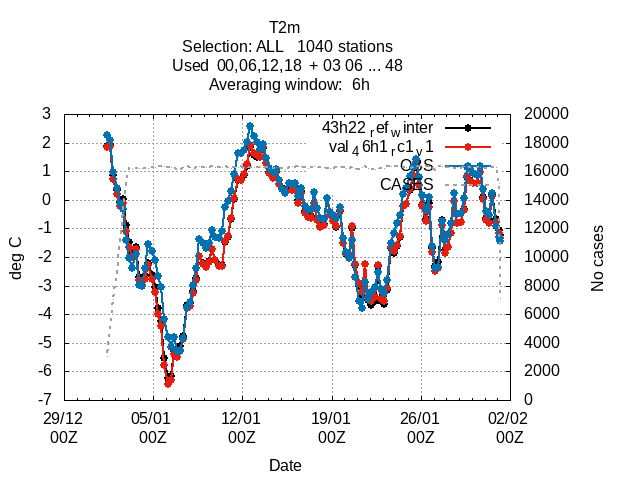 T2m
Selection: ALL   1040 stations
Used  00,06,12,18  + 03 06 ... 48
Averaging window:  6h
3
2
1
0
-1
-2
-3
-4
-5
-6
-7
deg C
20000
18000
16000
14000
12000
10000
8000
6000
4000
2000
0
No cases
43h22_ref_winter
val_46h1_rc1_v1
OBS
CASES
29/12 05/01 12/01 19/01 26/01 02/02
00Z 00Z 00Z 00Z 00Z 00Z
Date